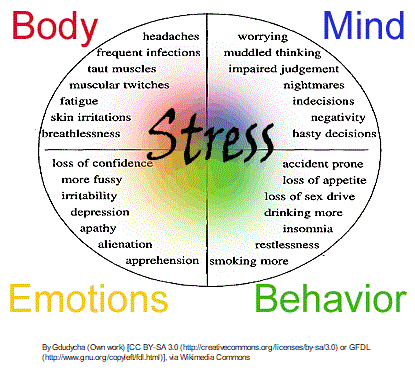 Body
Mind
headaches
frequent infections
taut muscles
muscular twitches
fatigue
skin irritations
breathlessness
worrying
muddled thinking
impaired judgement
nightmares
indecisions
negativity
hasty decisions
Stress
loss of confidence
more fussy
irritability
depression
apathy
alienation
apprehension
accident prone
loss of appetite
loss of sex drive
drinking more
insomnia
restlessness
smoking more
Emotions
Behavior
By Gdudycha (Own work) [CC BY-SA 3.0 (http://creativecommons.org/licenses/by-sa/3.0) or GFDL
(http://www.gnu.org/copyleft/fdl.html)], via Wikimedia Commons